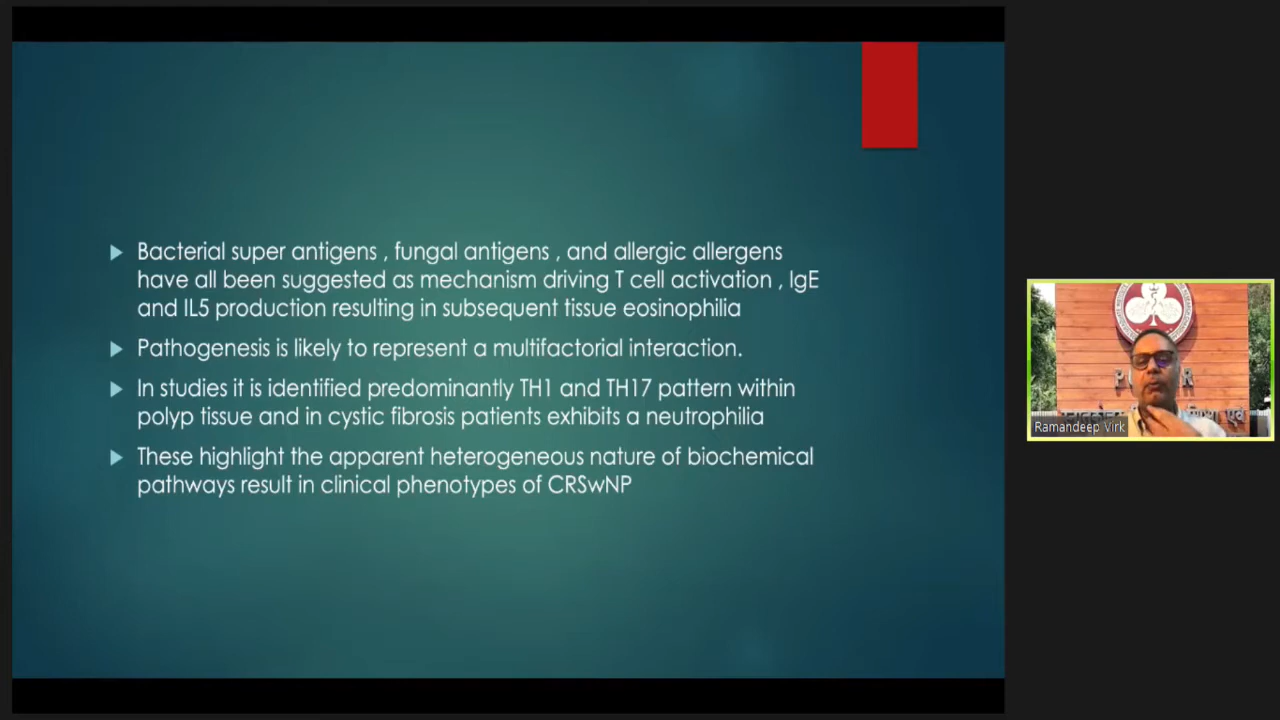 Bacterial super antigens , fungal antigens , and allergic allergens
have all been suggested as mechanism driving T cell activation , IgE
and IL5 production resulting in subsequent tissue eosinophilia
Pathogenesis is likely to represent a multifactorial interaction.
In studies it is identified predominantly TH1 and TH17 pattern within
polyp tissue and in cystic fibrosis patients exhibits a neutrophilia
These highlight the apparent heterogeneous nature of biochemical
pathways result in clinical phenotypes of CRSwNP
Ramandeep Virk